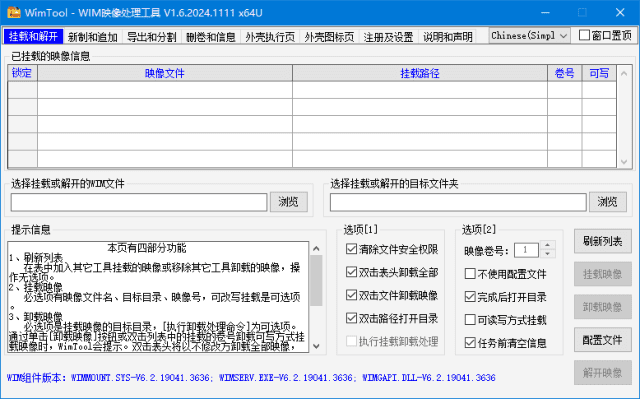 WimTool - WIM映像处理工具 V1.6.2024.1111 x64U
挂载和解开 新制和追加 导出和分割 删卷和信息 外壳执行页 外壳图标页 注册及设置 说明和声明 Chinese(Simpl 窗口置顶
已挂载的映像信息
锁定 映像文件 挂载路径 卷号 可写
选择挂载或解开的WIM文件 选择挂载或解开的目标文件夹
浏览 浏览
提示信息 选项[1] 选项[2]
本页有四部分功能
1、刷新列表
在表中加入其它工具挂载的映像或移除其它工具卸载的映像，操
作无选项。
2、挂载映像
必选项有映像文件名、目标目录、映像号，可改写挂载是可选项
。
3、卸载映像
必选项是挂载映像的目标目录，[执行卸载处理命令]为可选项。
通过单击[卸载映像]按钮或双击列表中的挂载的卷号卸载可写方式挂
载映像时，WimTool会提示。双击表头将以不修改方部卸载全部映像，
清除文件安全权限
双击表头卸载全部
双击文件卸载映像
双击路径打开目录
执行挂载卸载处理
映像卷号： 1
不使用配置文件
完成后打开目录
可读写方式挂载
任务前清空信息
刷新列表
挂载映像
卸载映像
配置文件
解开映像
WIM组件版本：WIMMOUNT.SYS-V6.2.19041.3636; WIMSERV.EXE-V6.2.19041.3636; WIMGAPI.DLL-V6.2.19041.3636